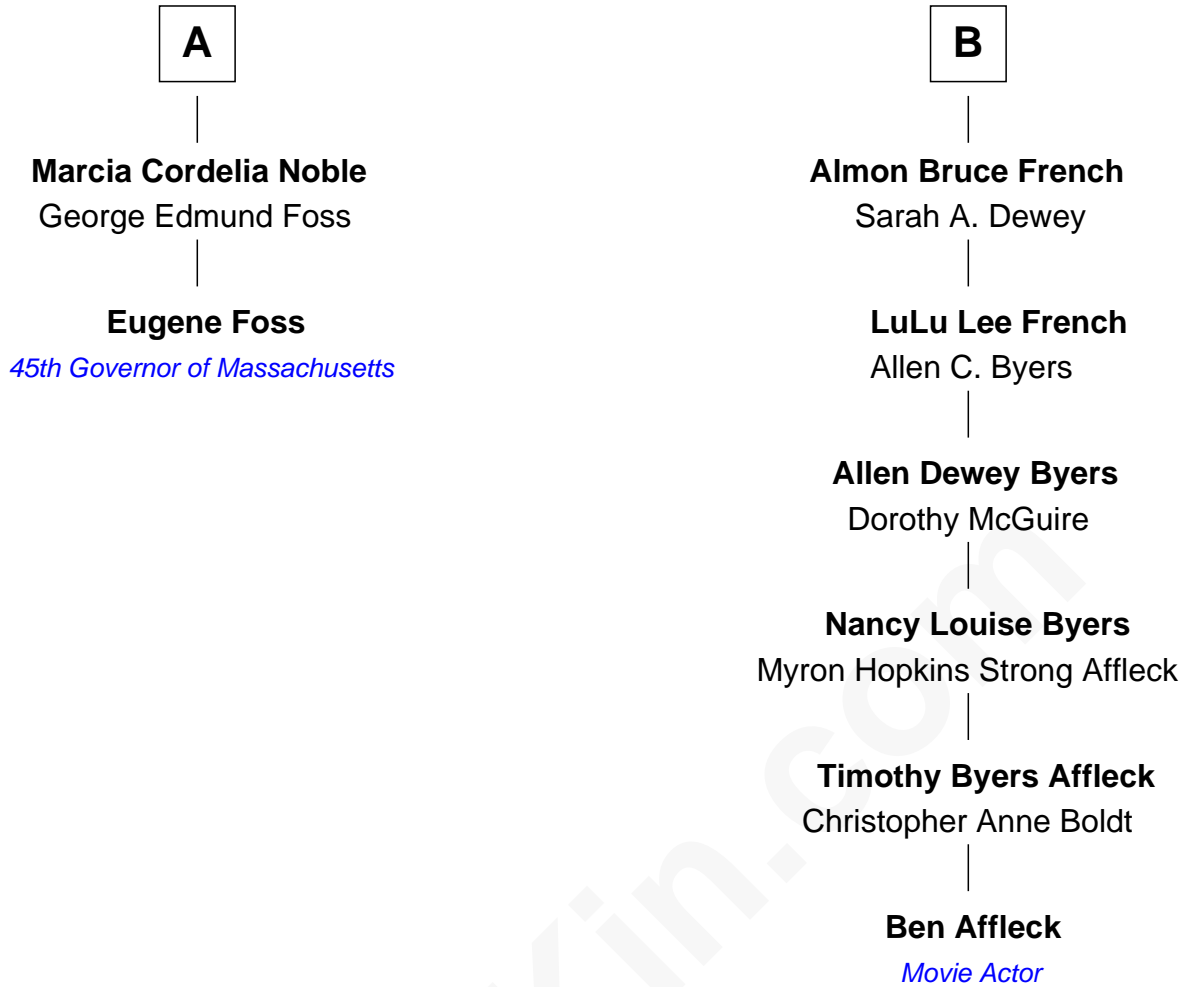 A
Marcia Cordelia Noble
George Edmund Foss
Eugene Foss
45th Governor of Massachusetts
B
Almon Bruce French
Sarah A. Dewey
LuLu Lee French
Allen C. Byers
Allen Dewey Byers
Dorothy McGuire
Nancy Louise Byers
Myron Hopkins Strong Affleck
Timothy Byers Affleck
Christopher Anne Boldt
Ben Affleck
Movie Actor